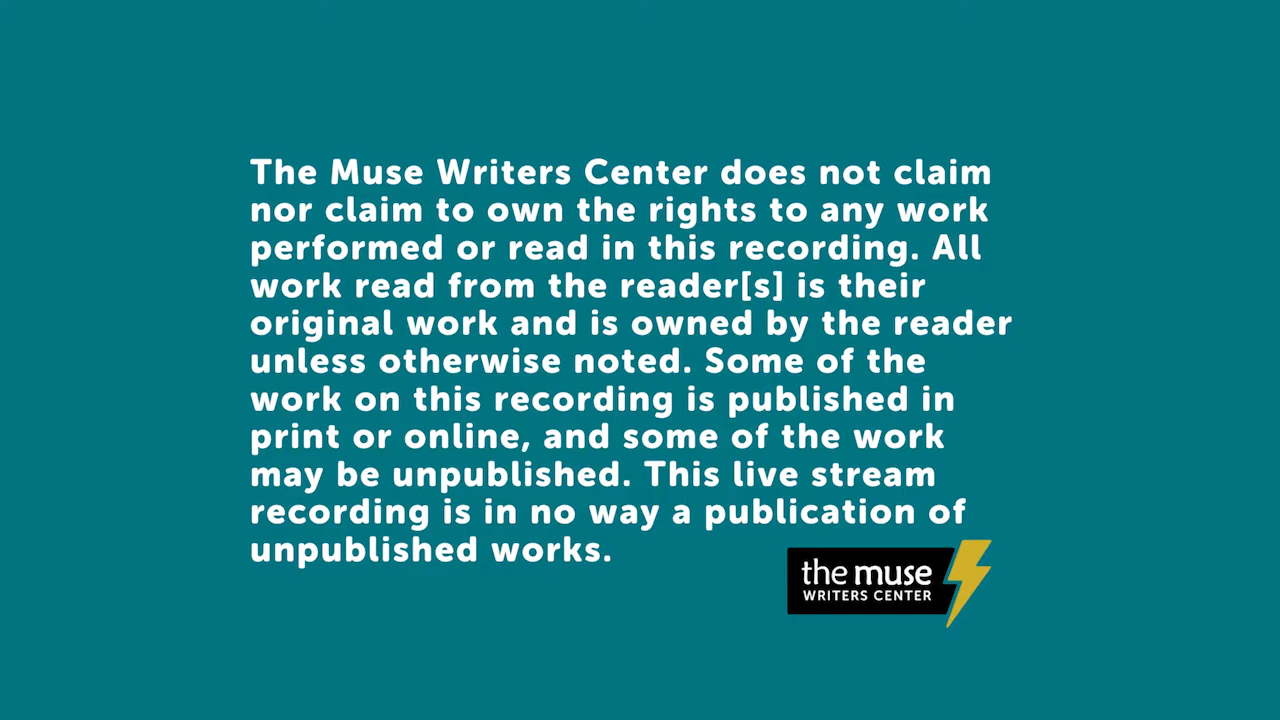 The Muse Writers Center does not claim
nor claim to own the rights to any work
performed or read in this recording. All
work read from the reader[s] is their
original work and is owned by the reader
unless otherwise noted. Some of the
work on this recording is published in
print or online, and some of the work
may be unpublished. This live stream
recording is in no way a publication of
unpublished works.
the muse
WRITERS CENTER